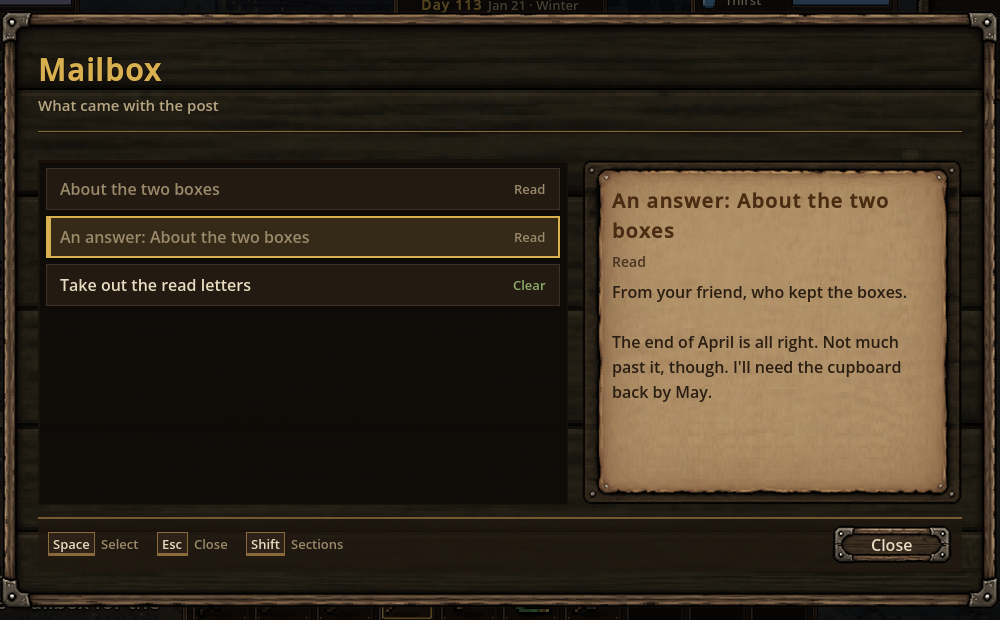 Day 113 Jan 21 · Winter
Thirst
Mailbox
What came with the post
About the two boxes Read
An answer: About the two boxes Read
Take out the read letters Clear
An answer: About the two
boxes
Read
From your friend, who kept the boxes.
The end of April is all right. Not much
past it, though. I'll need the cupboard
back by May.
Space Select Esc Close Shift Sections
Close